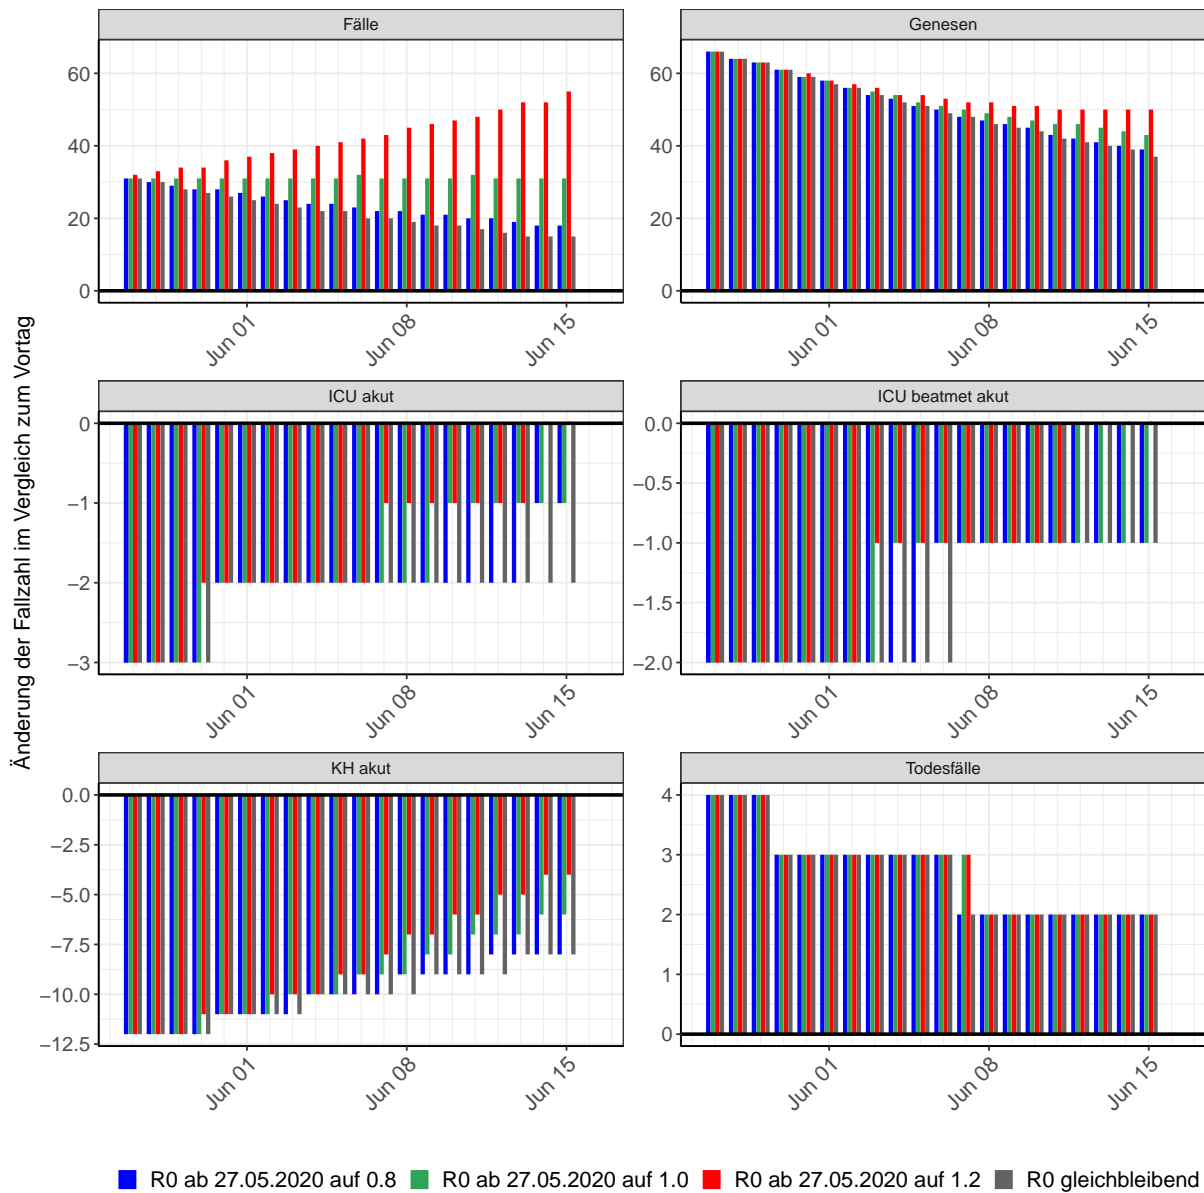 Fälle
Genesen
60
40
20
0
Jun 01
Jun 08
Jun 15
60
40
20
0
Jun 01
Jun 08
Jun 15
Änderung der Fallzahl im Vergleich zum Vortag
ICU akut
ICU beatmet akut
0
−1
−2
−3
Jun 01
Jun 08
Jun 15
0.0
−0.5
−1.0
−1.5
−2.0
Jun 01
Jun 08
Jun 15
KH akut
Todesfälle
0.0
−2.5
−5.0
−7.5
−10.0
−12.5
Jun 01
Jun 08
Jun 15
4
3
2
1
0
Jun 01
Jun 08
Jun 15
R0 ab 27.05.2020 auf 0.8 R0 ab 27.05.2020 auf 1.0 R0 ab 27.05.2020 auf 1.2 R0 gleichbleibend